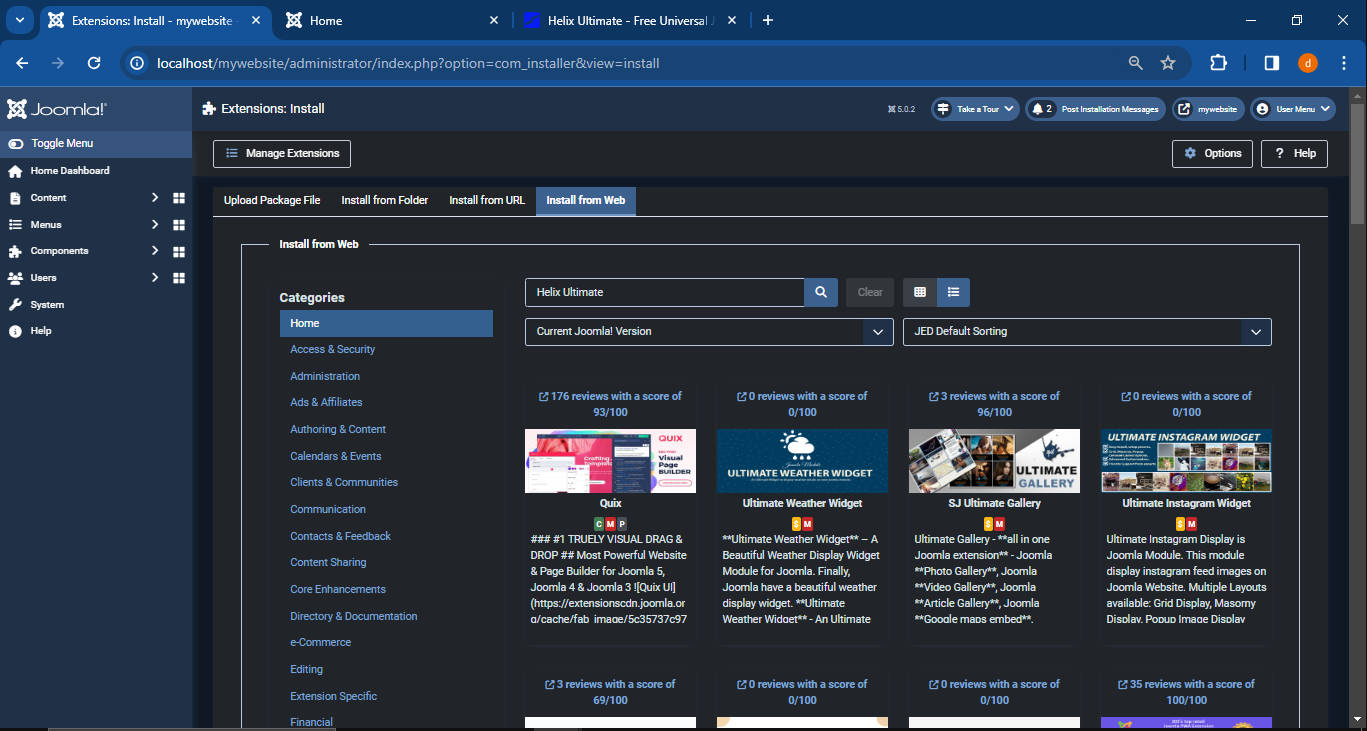 Extensions: Install - mywebsite -
Home
Helix Ultimate - Free Universal J
localhost/mywebsite/administrator/index.php?option=com_installer&view=install
d
Joomla!
Extensions: Install
5.0.2
Take a Tour
2
Post Installation Messages
mywebsite
User Menu
Toggle Menu
Home Dashboard
Content
Menus
Components
Users
System
Help
Manage Extensions
Options
? Help
Upload Package File
Install from Folder
Install from URL
Install from Web
Install from Web
Categories
Home
Access & Security
Administration
Ads & Affiliates
Authoring & Content
Calendars & Events
Clients & Communities
Communication
Contacts & Feedback
Content Sharing
Core Enhancements
Directory & Documentation
e-Commerce
Editing
Extension Specific
Financial
Helix Ultimate
Clear
Current Joomla! Version
JED Default Sorting
176 reviews with a score of
93/100
QUIX
Visual
Page
BUILDER
Quix
C M P
### #1 TRUELY VISUAL DRAG &
DROP ## Most Powerful Website
& Page Builder for Joomla 5,
Joomla 4 & Joomla 3 ![Quix UI]
(https://extensionscdn.joomla.or
g/cache/fab_image/5c35737c97
0 reviews with a score of
0/100
ULTIMATE WEATHER WIDGET
Ultimate Weather Widget
$ M
**Ultimate Weather Widget** – A
Beautiful Weather Display Widget
Module for Joomla. Finally,
Joomla have a beautiful weather
display widget. **Ultimate
Weather Widget** - An Ultimate
3 reviews with a score of
96/100
ULTIMATE
GALLERY
SJ Ultimate Gallery
$ M
Ultimate Gallery - **all in one
Joomla extension** - Joomla
**Photo Gallery**, Joomla
**Video Gallery**, Joomla
**Article Gallery**, Joomla
**Google maps embed**.
0 reviews with a score of
0/100
ULTIMATE INSTAGRAM WIDGET
Ultimate Instagram Widget
$ M
Ultimate Instagram Display is
Joomla Module. This module
display instagram feed images on
Joomla Website. Multiple Layouts
available: Grid Display, Masorny
Display, Popup Image Display
3 reviews with a score of
69/100
0 reviews with a score of
0/100
0 reviews with a score of
0/100
35 reviews with a score of
100/100